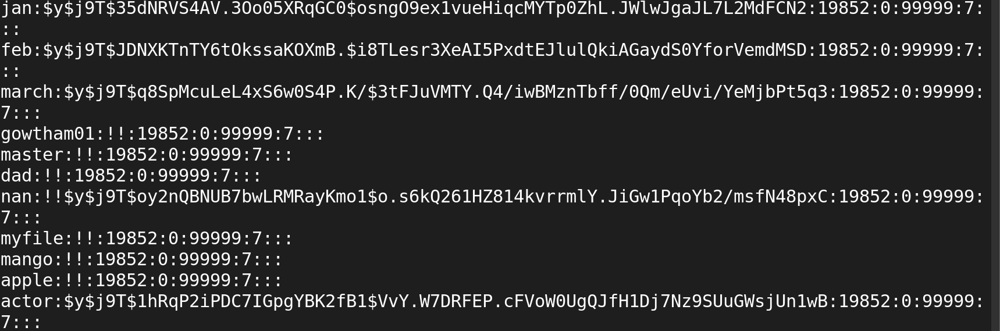 jan:$y$j9T$35dNRVS4AV.3Oo05XRqGC0$osngO9ex1vueHiqcMYTp0ZhL.JWlwJgaJL7L2MdFCN2:19852:0:99999:7:
::
feb:$y$j9T$JDNXKTnTY6tOkssaKOXmB.$i8TLesr3XeAI5PxdtEJlulQkiAGaydS0YforVemdMSD:19852:0:99999:7:
::
march:$y$j9T$q8SpMcuLeL4xS6w0S4P.K/$3tFJuVMTY.Q4/iwBMznTbff/0Qm/eUvi/YeMjbPt5q3:19852:0:99999:
7:::
gowtham01:!!:19852:0:99999:7:::
master:!!:19852:0:99999:7:::
dad:!!:19852:0:99999:7:::
nan:!!$y$j9T$oy2nQBNUB7bwLRMRayKmo1$o.s6kQ261HZ814kvrrmlY.JiGw1PqoYb2/msfN48pxC:19852:0:99999:
7:::
myfile:!!:19852:0:99999:7:::
mango:!!:19852:0:99999:7:::
apple:!!:19852:0:99999:7:::
actor:$y$j9T$1hRqP2iPDC7IGpgYBK2fB1$VvY.W7DRFEP.cFVoW0UgQJfH1Dj7Nz9SUuGWsjUn1wB:19852:0:99999:
7:::